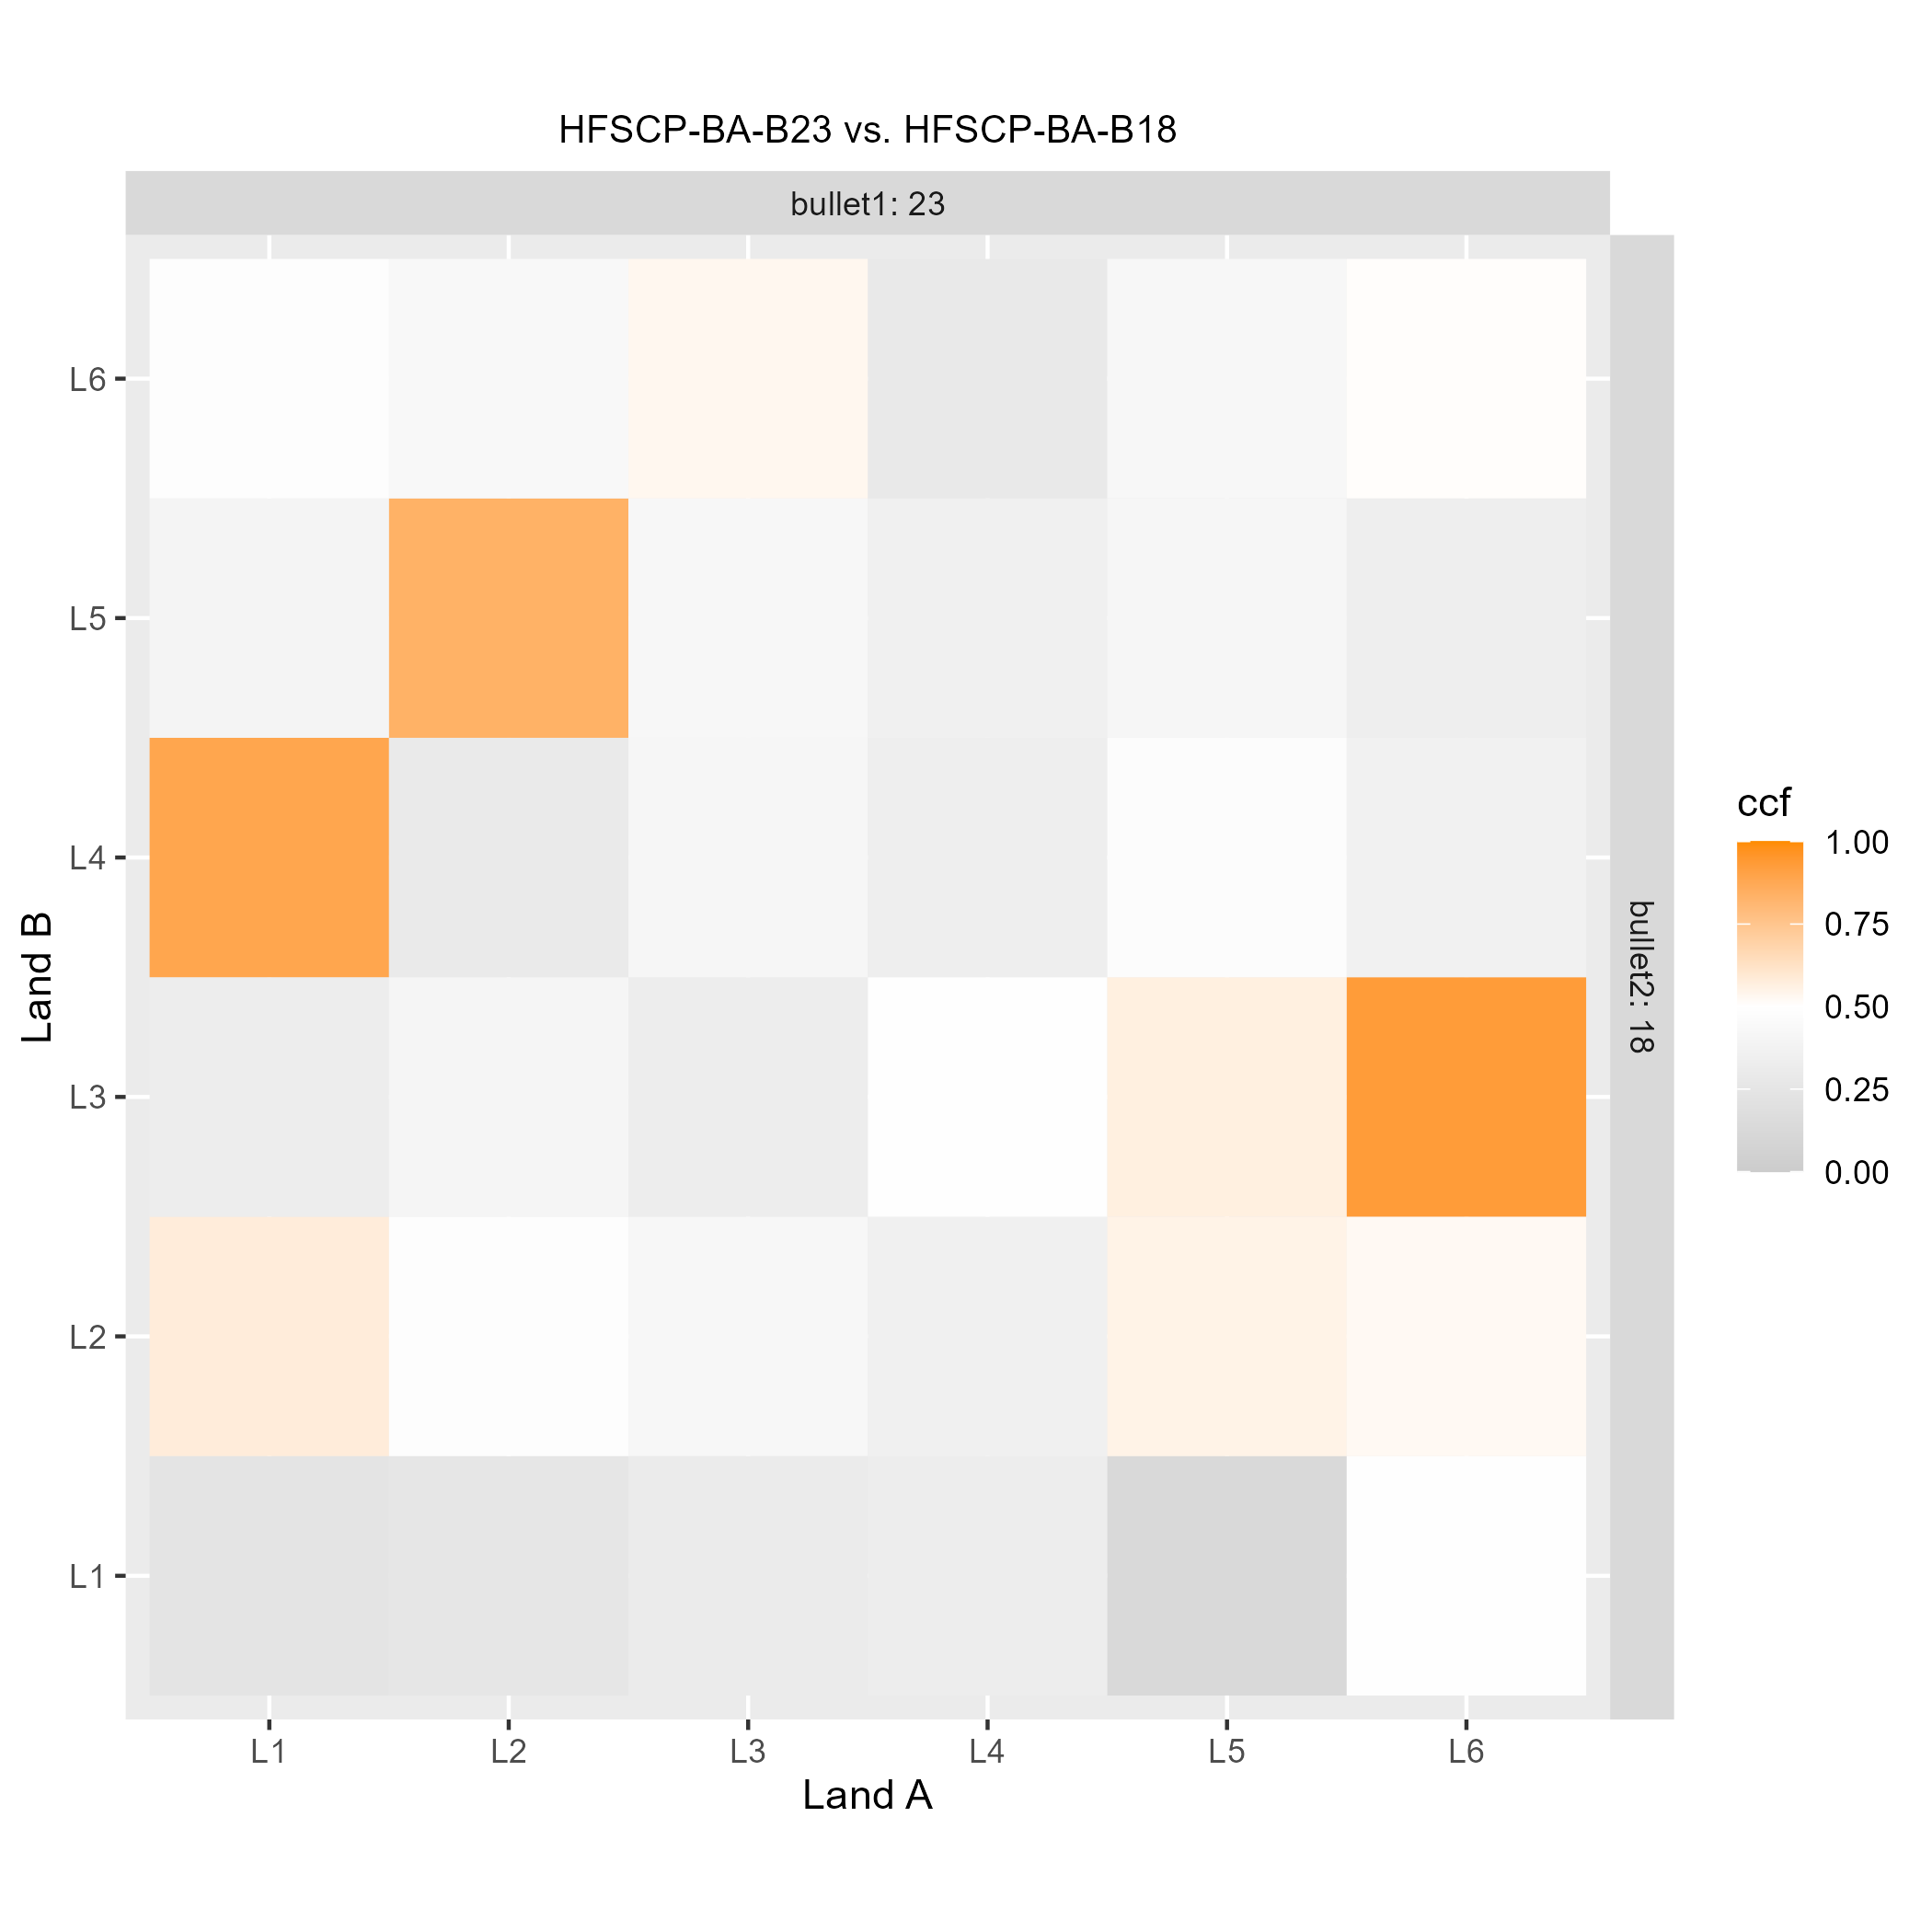 HFSCP-BA-B23 vs. HFSCP-BA-B18
bullet1: 23
L6
L5
L4
L3
L2
L1
Land B
bullet2: 18
L1 L2 L3 L4 L5 L6
Land A
ccf
1.00
0.75
0.50
0.25
0.00